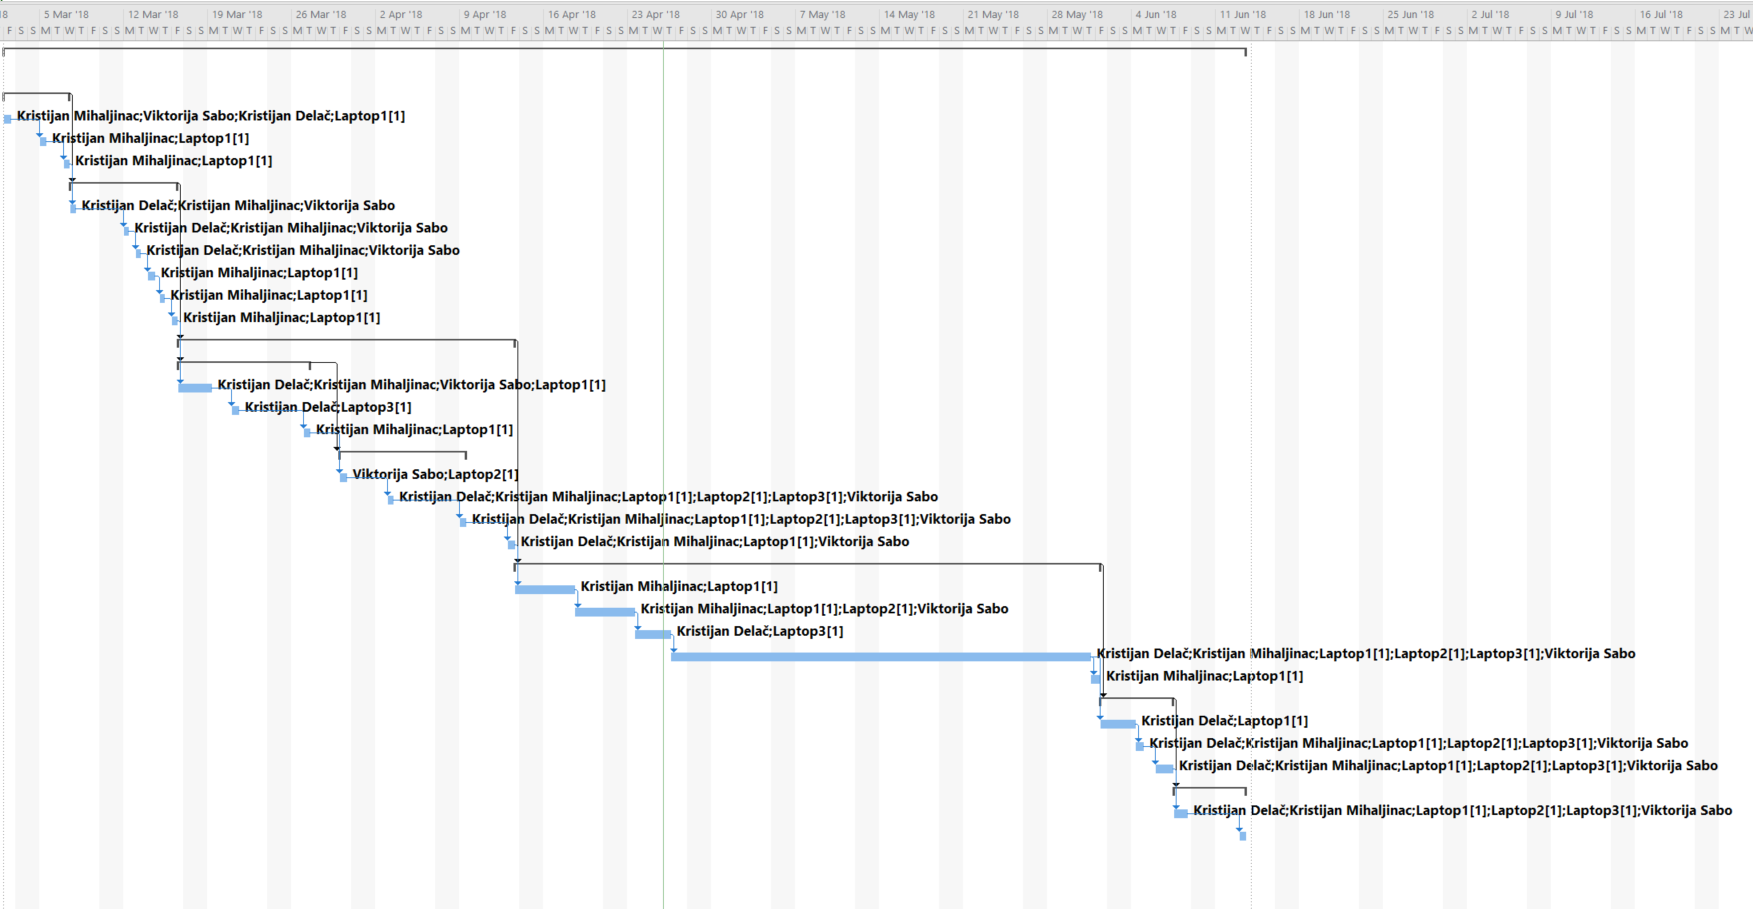 18 5 Mar '18 12 Mar '18 19 Mar '18 26 Mar '18 2 Apr '18 9 Apr '18 16 Apr '18 23 Apr '18 30 Apr '18 7 May '18 14 May '18 21 May '18 28 May '18 4 Jun '18 11 Jun '18 18 Jun '18 25 Jun '18 2 Jul '18 9 Jul '18 16 Jul '18 23 Jul
F S S M T W T F S S M T W T F S S M T W T F S S M T W T F S S M T W T F S S M T W T F S S M T W T F S S M T W T F S S M T W T F S S M T W T F S S M T W T F S S M T W T F S S M T W T F S S M T W T F S S M T W T F S S M T W T F S S M T W T F S S M T W T F S S M T W T F S S M T W T F S S M T W
Kristijan Mihaljinac;Viktorija Sabo;Kristijan Delač;Laptop1[1]
Kristijan Mihaljinac;Laptop1[1]
Kristijan Mihaljinac;Laptop1[1]
Kristijan Delač;Kristijan Mihaljinac;Viktorija Sabo
Kristijan Delač;Kristijan Mihaljinac;Viktorija Sabo
Kristijan Delač;Kristijan Mihaljinac;Viktorija Sabo
Kristijan Mihaljinac;Laptop1[1]
Kristijan Mihaljinac;Laptop1[1]
Kristijan Mihaljinac;Laptop1[1]
Kristijan Delač;Kristijan Mihaljinac;Viktorija Sabo;Laptop1[1]
Kristijan Delač;Laptop3[1]
Kristijan Mihaljinac;Laptop1[1]
Viktorija Sabo;Laptop2[1]
Kristijan Delač;Kristijan Mihaljinac;Laptop1[1];Laptop2[1];Laptop3[1];Viktorija Sabo
Kristijan Delač;Kristijan Mihaljinac;Laptop1[1];Laptop2[1];Laptop3[1];Viktorija Sabo
Kristijan Delač;Kristijan Mihaljinac;Laptop1[1];Viktorija Sabo
Kristijan Mihaljinac;Laptop1[1]
Kristijan Mihaljinac;Laptop1[1];Laptop2[1];Viktorija Sabo
Kristijan Delač;Laptop3[1]
Kristijan Delač;Kristijan Mihaljinac;Laptop1[1];Laptop2[1];Laptop3[1];Viktorija Sabo
Kristijan Mihaljinac;Laptop1[1]
Kristijan Delač;Laptop1[1]
Kristijan Delač;Kristijan Mihaljinac;Laptop1[1];Laptop2[1];Laptop3[1];Viktorija Sabo
Kristijan Delač;Kristijan Mihaljinac;Laptop1[1];Laptop2[1];Laptop3[1];Viktorija Sabo
Kristijan Delač;Kristijan Mihaljinac;Laptop1[1];Laptop2[1];Laptop3[1];Viktorija Sabo